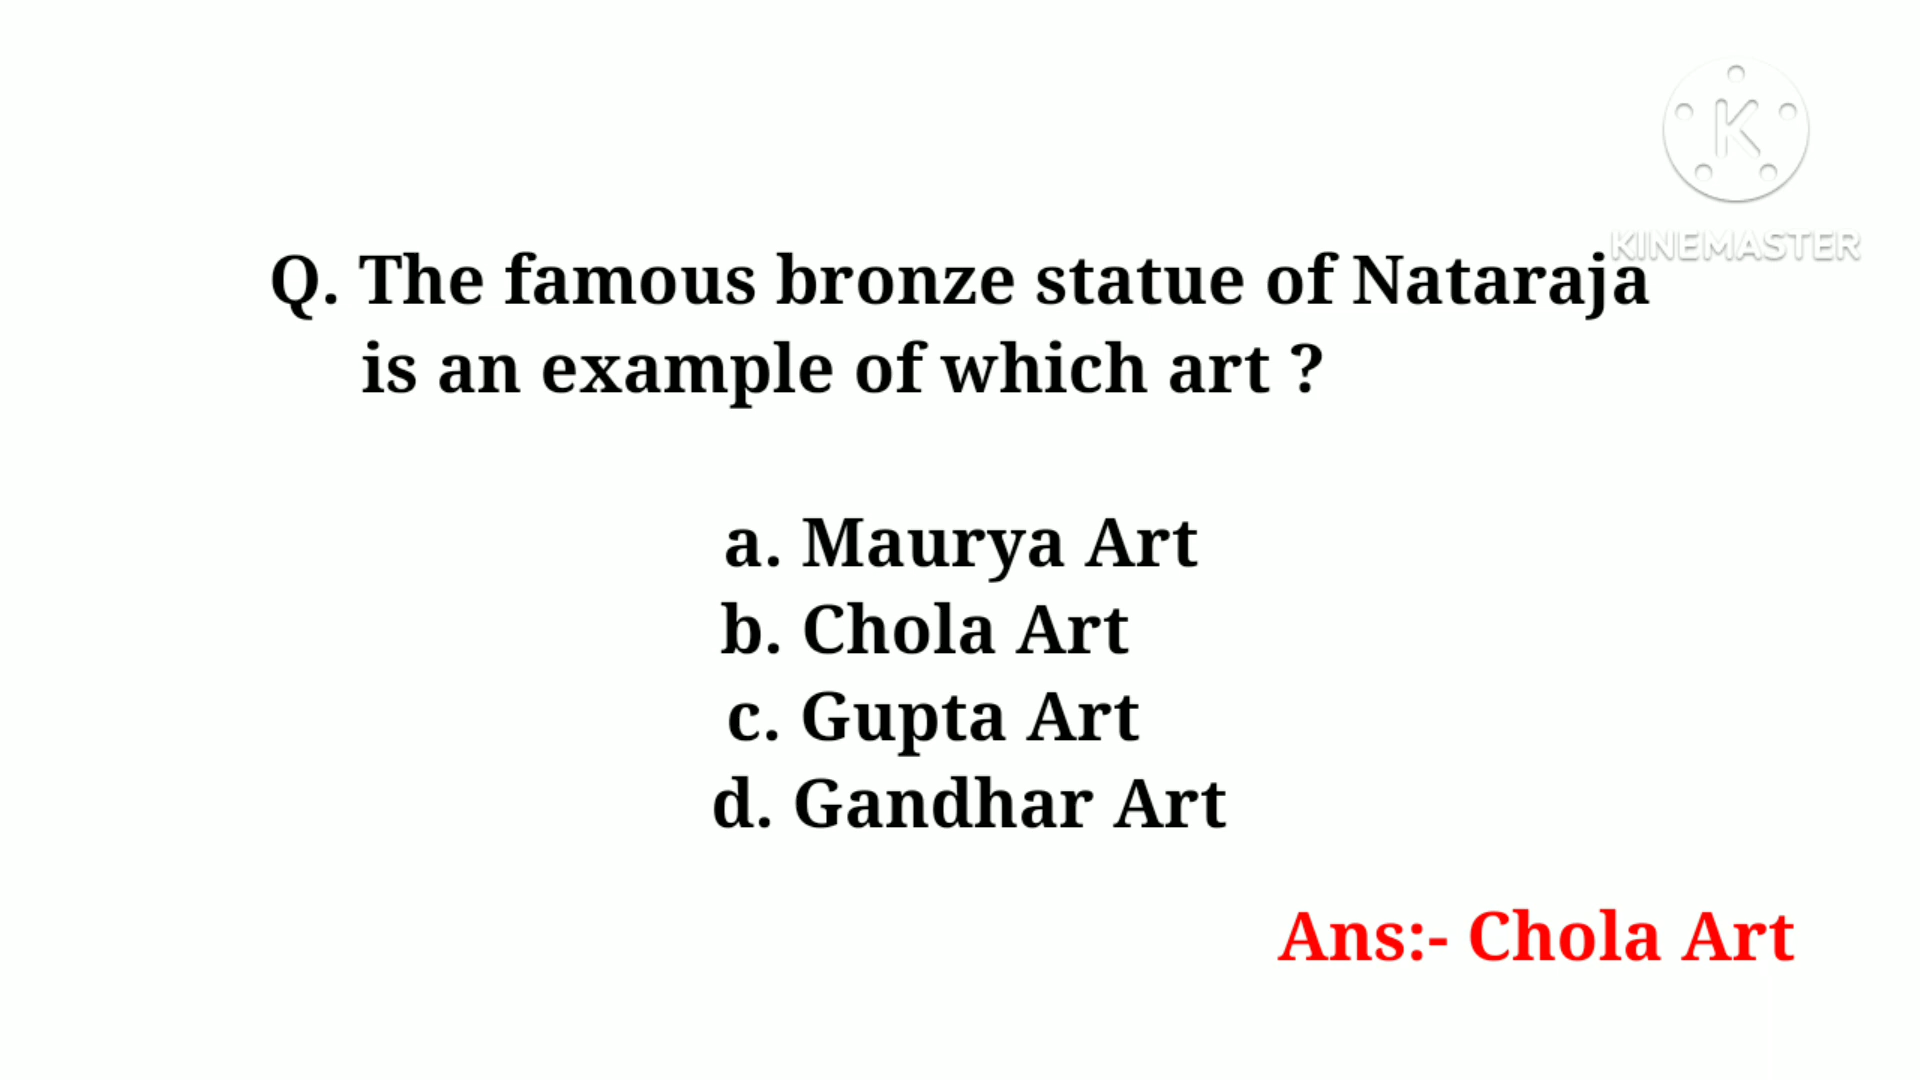 K
KINEMASTER
Q. The famous bronze statue of Nataraja
is an example of which art ?
a. Maurya Art
b. Chola Art
c. Gupta Art
d. Gandhar Art
Ans:- Chola Art